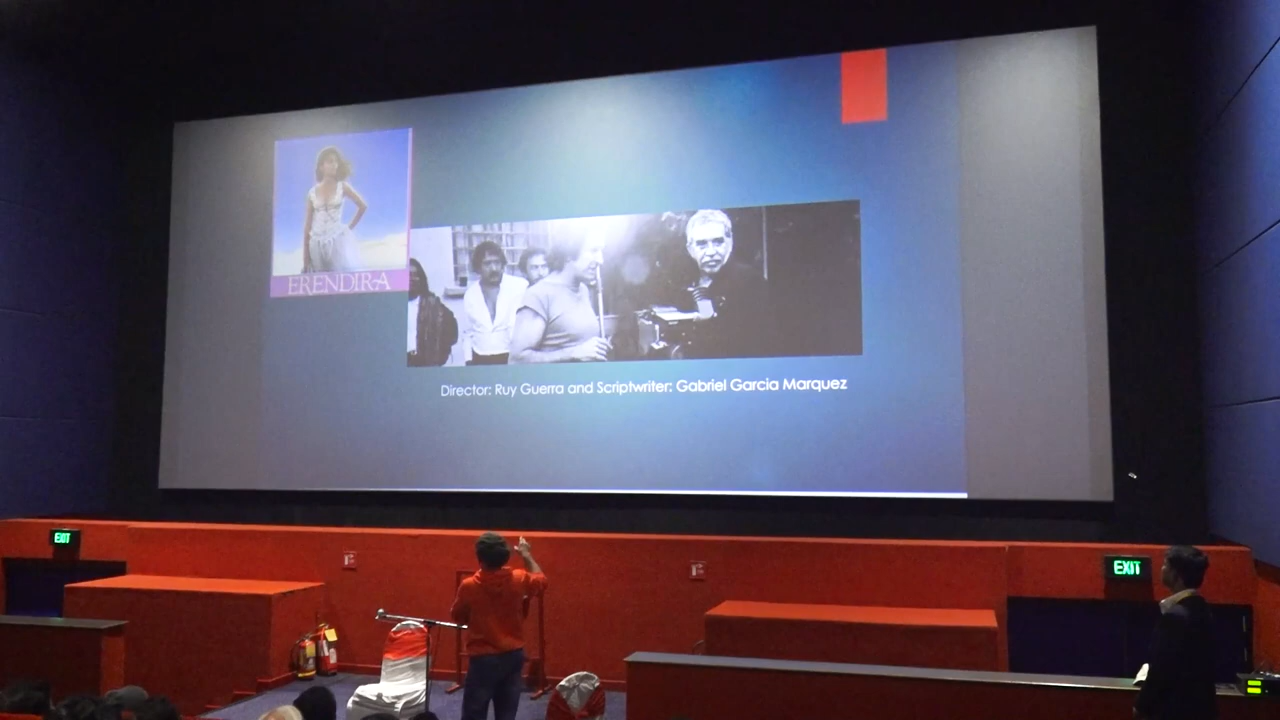 ERENDIRA
Director: Ruy Guerra and Scriptwriter: Gabriel Garcia Marquez
EXIT
EXIT